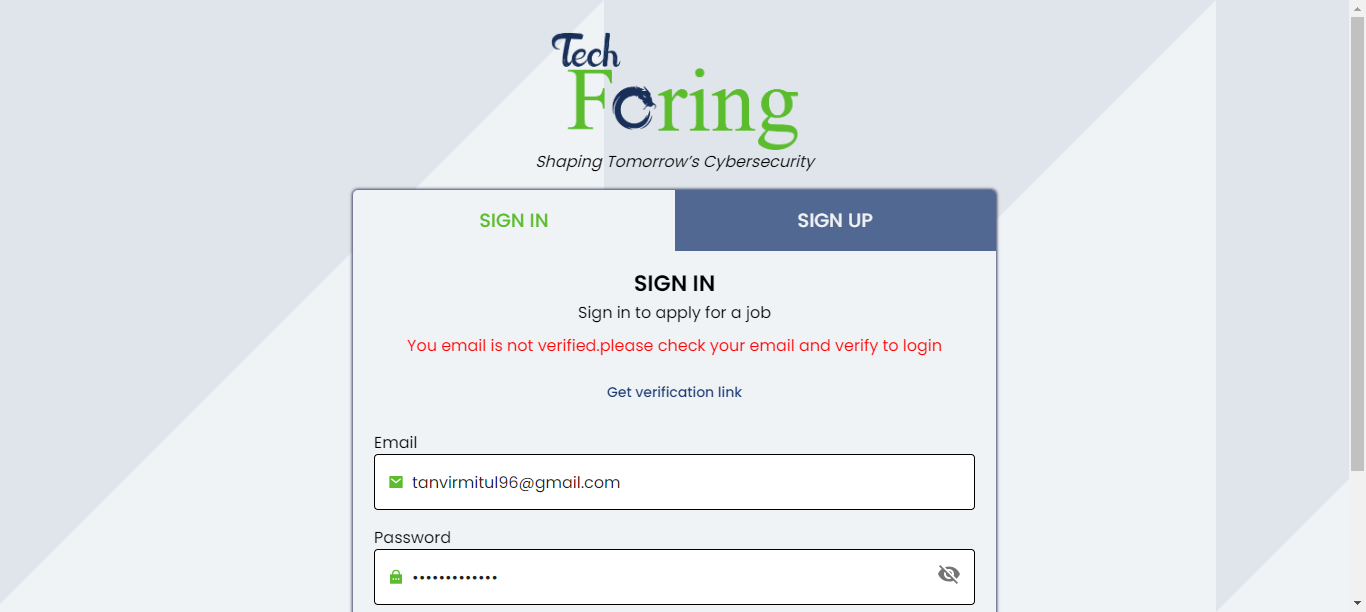 Tech
Foring
Shaping Tomorrow's Cybersecurity
SIGN IN
SIGN UP
SIGN IN
Sign in to apply for a job
You email is not verified.please check your email and verify to login
Get verification link
Email
tanvirmitul96@gmail.com
Password
•••••••••••••